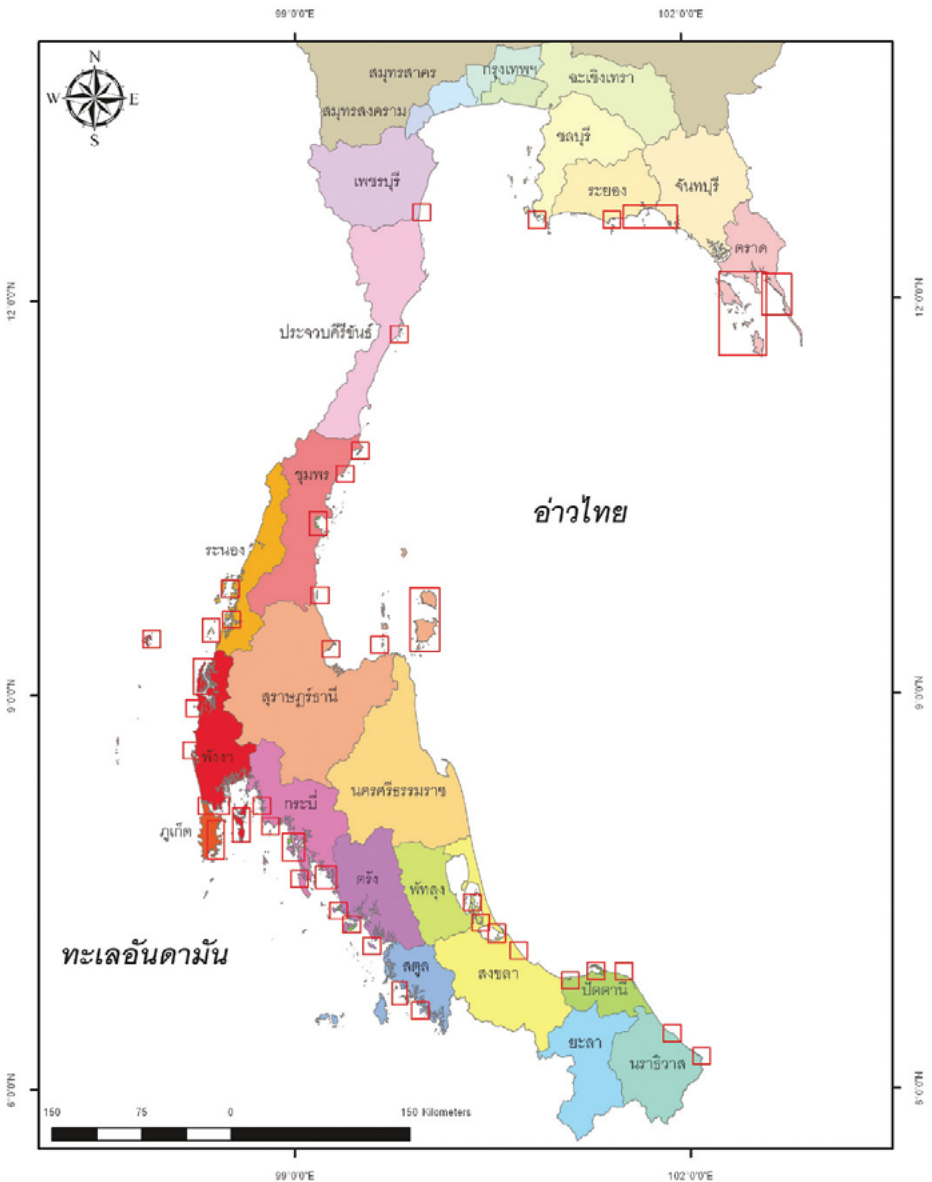 99°0'0"E 102°0'0"E
N
W E
S
สมุทรสาคร
กรุงเทพฯ
ฉะเชิงเทรา
สมุทรสงคราม
ชลบุรี
เพชรบุรี
ระยอง
จันทบุรี
ตราด
12°0'0"N 12°0'0"N
ประจวบคีรีขันธ์
ชุมพร
อ่าวไทย
ระนอง
9°0'0"N 9°0'0"N
สุราษฎร์ธานี
พังงา
นครศรีธรรมราช
กระบี่
ภูเก็ต
ตรัง
พัทลุง
ทะเลอันดามัน
สตูล
สงขลา
ปัตตานี
ยะลา
นราธิวาส
6°0'0"N 6°0'0"N
150 75 0 150 Kilometers
99°0'0"E 102°0'0"E